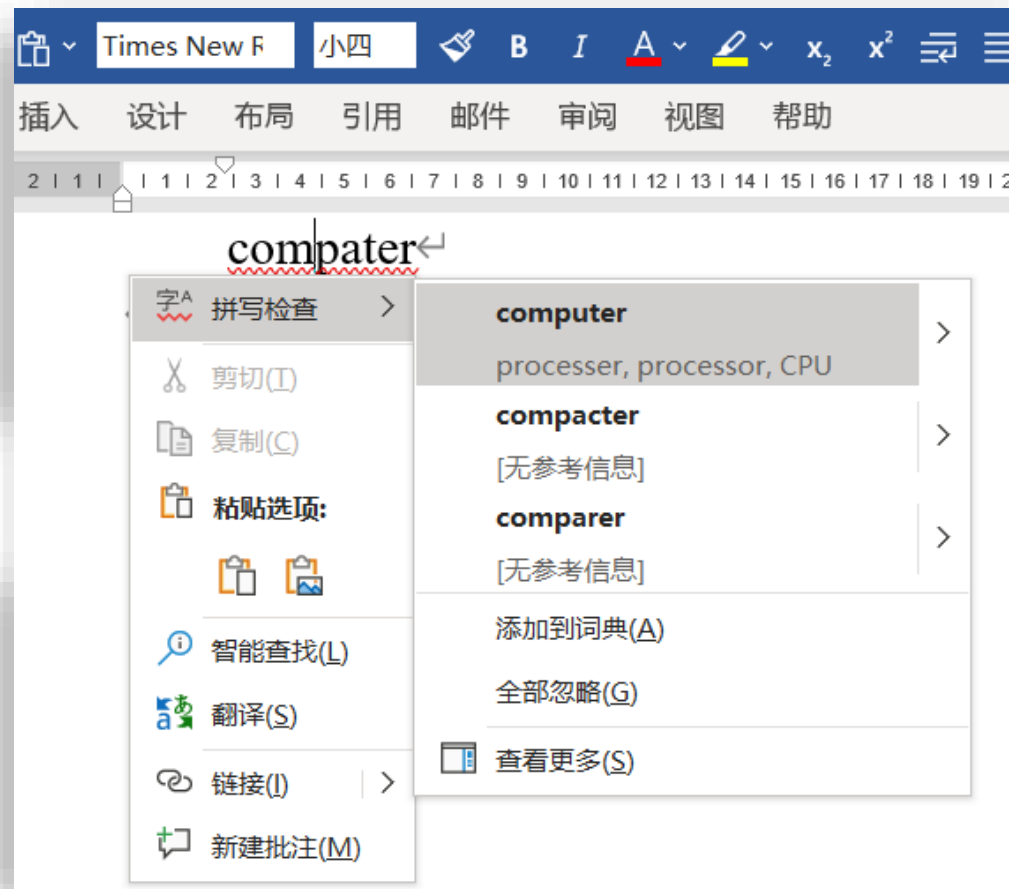 Times New R 小四 B I A x₂ x²
插入 设计 布局 引用 邮件 审阅 视图 帮助
2 1 1 2 3 4 5 6 7 8 9 10 11 12 13 14 15 16 17 18 19 2
compater↵
字A 拼写检查
剪切(T)
复制(C)
粘贴选项:
智能查找(L)
aあ 翻译(S)
链接(I)
新建批注(M)
computer
processer, processor, CPU
compacter
[无参考信息]
comparer
[无参考信息]
添加到词典(A)
全部忽略(G)
查看更多(S)